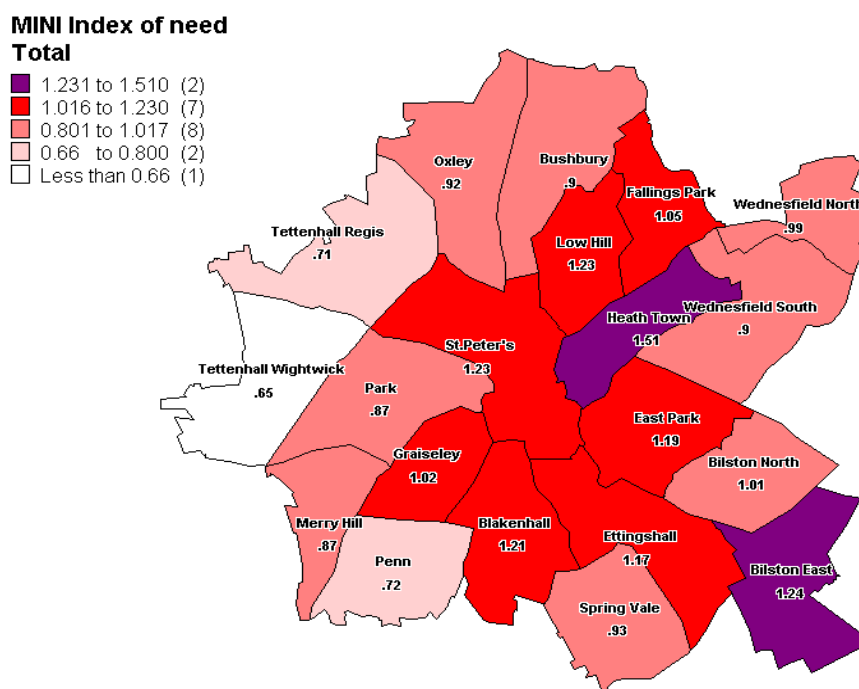 MINI Index of need
Total
1.231 to 1.510 (2)
1.016 to 1.230 (7)
0.801 to 1.017 (8)
0.66 to 0.800 (2)
Less than 0.66 (1)
Oxley
.92
Bushbury
.9
Fallings Park
1.05
Wednesfield North
.99
Tettenhall Regis
.71
Low Hill
1.23
Wednesfield South
.9
Heath Town
1.51
St.Peter's
1.23
Tettenhall Wightwick
.65
Park
.87
East Park
1.19
Graiseley
1.02
Bilston North
1.01
Merry Hill
.87
Blakenhall
1.21
Ettingshall
1.17
Penn
.72
Bilston East
1.24
Spring Vale
.93